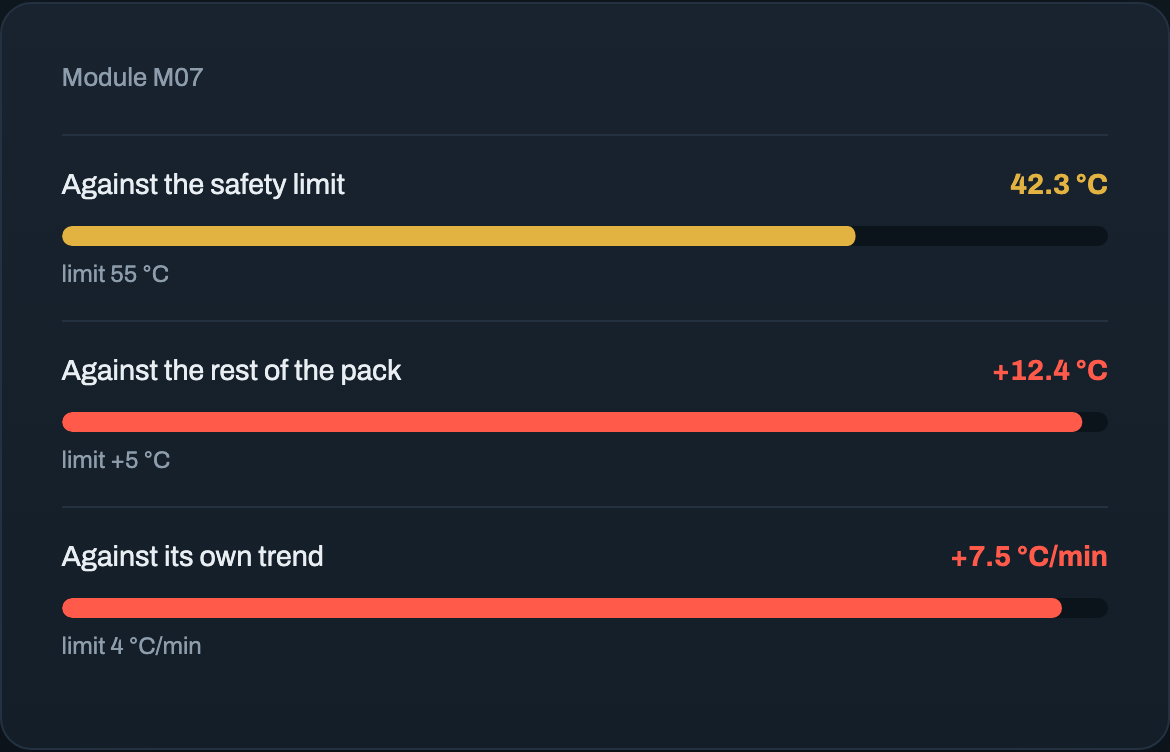 Module M07
Against the safety limit 42.3 °C
limit 55 °C
Against the rest of the pack +12.4 °C
limit +5 °C
Against its own trend +7.5 °C/min
limit 4 °C/min